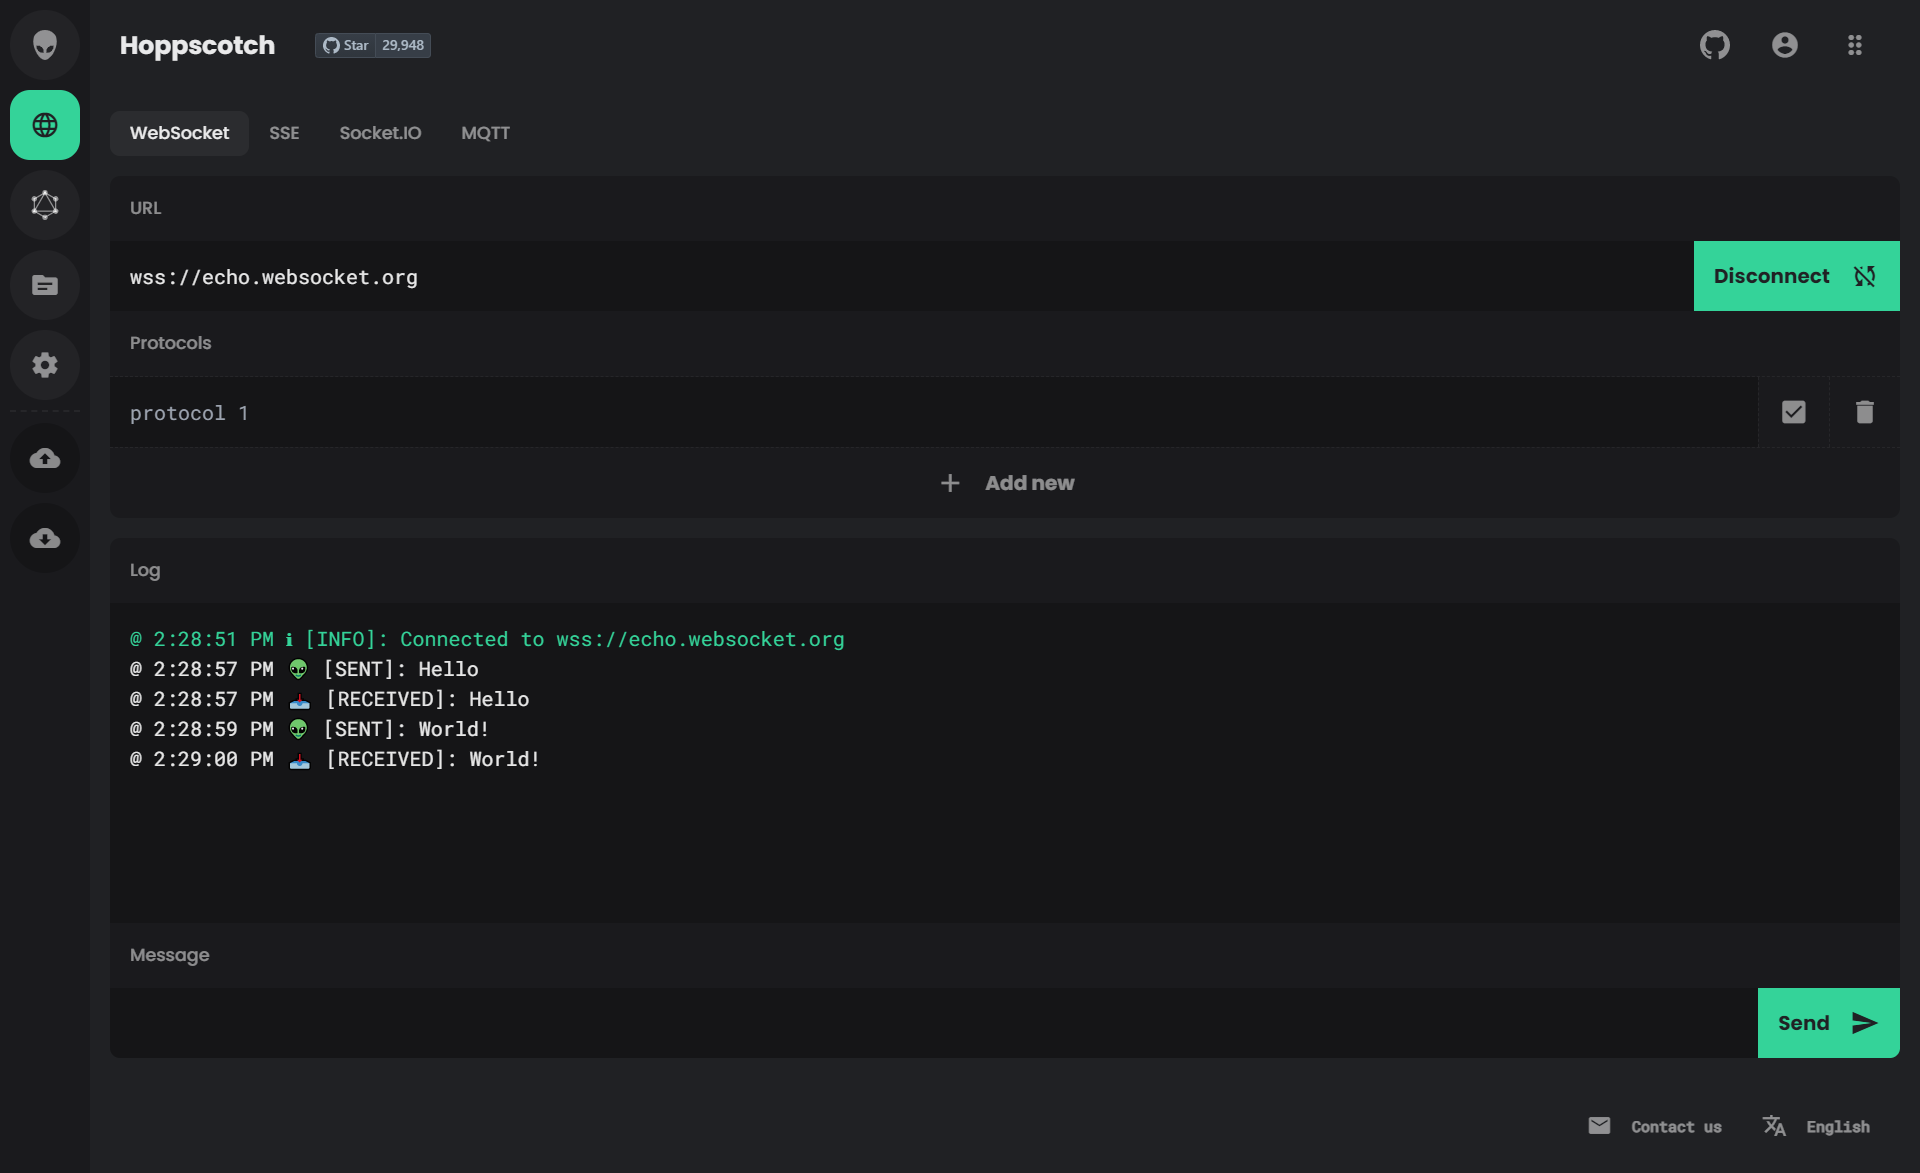 Hoppscotch
Star 29,948
WebSocket SSE Socket.IO MQTT
URL
wss://echo.websocket.org
Disconnect
Protocols
protocol 1
Add new
Log
@ 2:28:51 PM ℹ [INFO]: Connected to wss://echo.websocket.org
@ 2:28:57 PM 👽 [SENT]: Hello
@ 2:28:57 PM 📥 [RECEIVED]: Hello
@ 2:28:59 PM 👽 [SENT]: World!
@ 2:29:00 PM 📥 [RECEIVED]: World!
Message
Send
Contact us
English